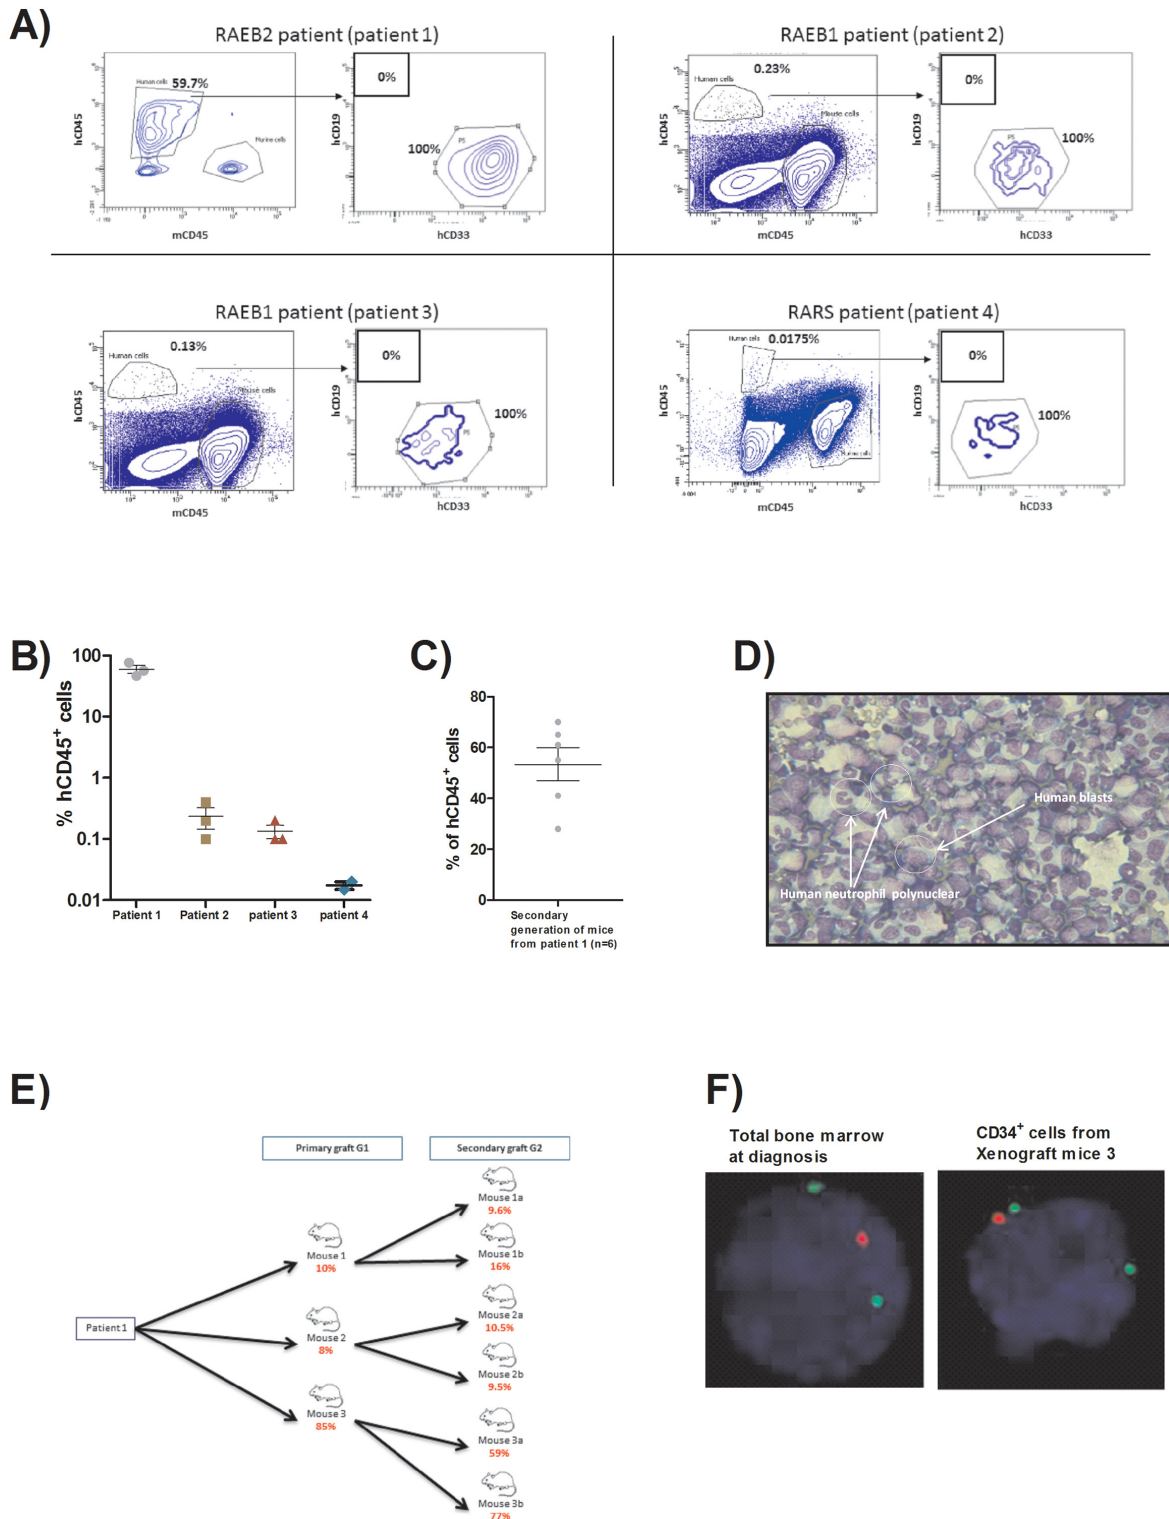 A)
RAEB2 patient (patient 1)
Human cells
59.7%
Murine cells
hCD45
mCD45
0%
100%
P5
hCD19
hCD33
RAEB1 patient (patient 2)
Human cells
0.23%
Mouse cells
hCD45
mCD45
0%
P5
100%
hCD19
hCD33
RAEB1 patient (patient 3)
Human cells
0.13%
Mouse cells
hCD45
mCD45
0%
100%
P5
hCD19
hCD33
RARS patient (patient 4)
Human cells
0.0175%
Murine cells
hCD45
mCD45
0%
100%
P5
hCD19
hCD33
B)
% hCD45+ cells
100
10
1
0.1
0.01
Patient 1
Patient 2
patient 3
patient 4
C)
% of hCD45+ cells
80
60
40
20
0
Secondary
generation of mice
from patient 1 (n=6)
D)
Human blasts
Human neutrophil polynuclear
E)
Primary graft G1
Secondary graft G2
Patient 1
Mouse 1
10%
Mouse 2
8%
Mouse 3
85%
Mouse 1a
9.6%
Mouse 1b
16%
Mouse 2a
10.5%
Mouse 2b
9.5%
Mouse 3a
59%
Mouse 3b
77%
F)
Total bone marrow
at diagnosis
CD34+ cells from
Xenograft mice 3